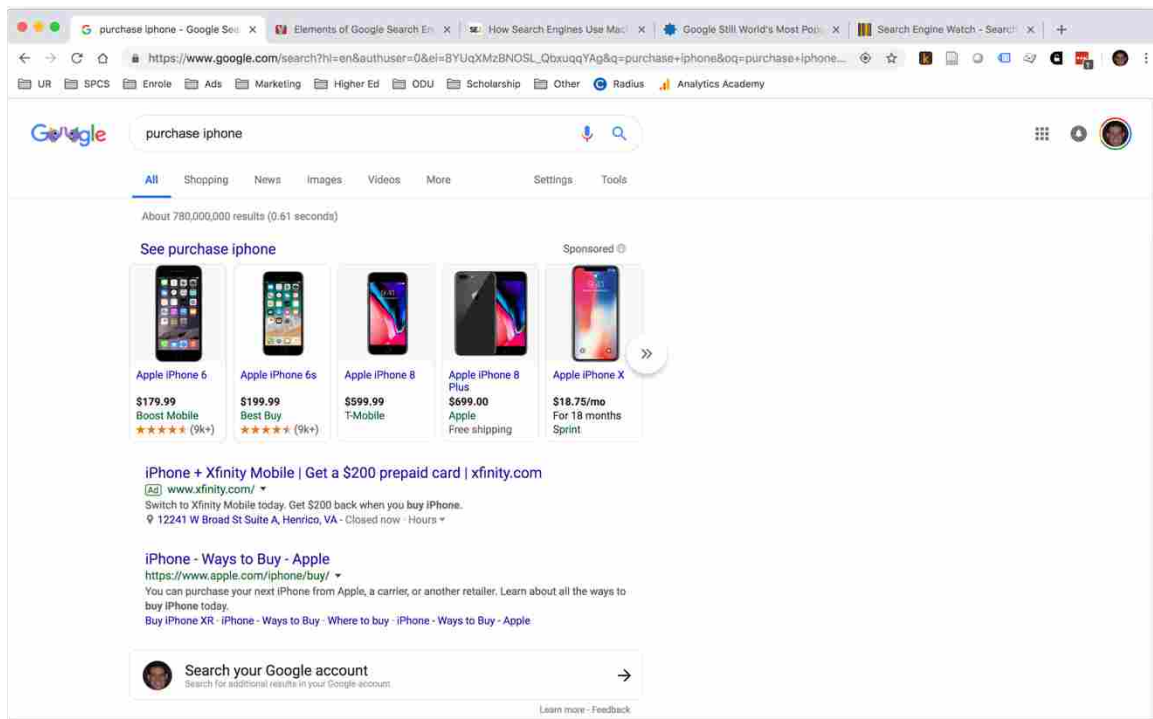 purchase iphone - Google Sea
Elements of Google Search En
How Search Engines Use Mac
Google Still World's Most Popu
Search Engine Watch - Search
https://www.google.com/search?hl=en&authuser=0&ei=BYUqXMzBNOSL_QbxuqqYAg&q=purchase+iphone&oq=purchase+iphone...
UR SPCS Enrole Ads Marketing Higher Ed ODU Scholarship Other Radius Analytics Academy
Google
purchase iphone
All Shopping News Images Videos More Settings Tools
About 780,000,000 results (0.61 seconds)
See purchase iphone Sponsored
Apple iPhone 6
$179.99
Boost Mobile
(9k+)
Apple iPhone 6s
$199.99
Best Buy
(9k+)
Apple iPhone 8
$599.99
T-Mobile
Apple iPhone 8
Plus
$699.00
Apple
Free shipping
Apple iPhone X
$18.75/mo
For 18 months
Sprint
iPhone + Xfinity Mobile | Get a $200 prepaid card | xfinity.com
Ad www.xfinity.com/
Switch to Xfinity Mobile today. Get $200 back when you buy iPhone.
12241 W Broad St Suite A, Henrico, VA - Closed now · Hours
iPhone - Ways to Buy - Apple
https://www.apple.com/iphone/buy/
You can purchase your next iPhone from Apple, a carrier, or another retailer. Learn about all the ways to
buy iPhone today.
Buy iPhone XR · iPhone - Ways to Buy · Where to buy · iPhone - Ways to Buy - Apple
Search your Google account
Search for additional results in your Google account
Learn more · Feedback